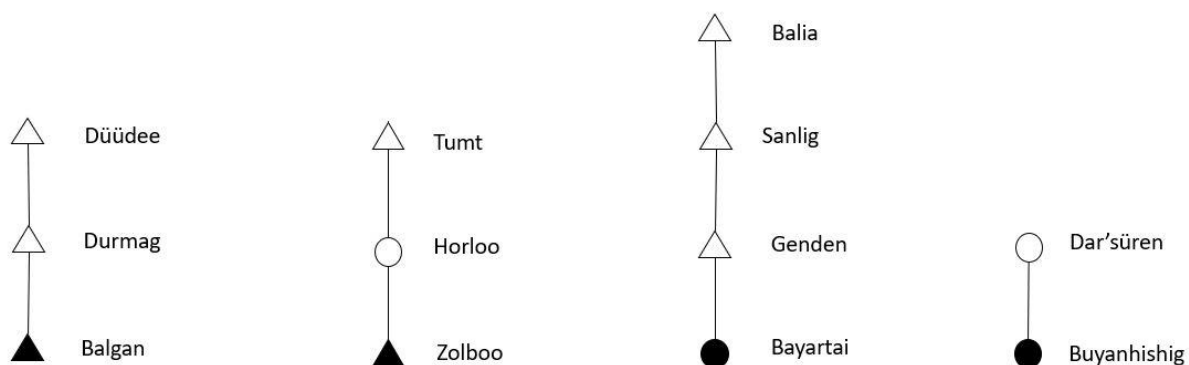 Düüdee
Durmag
Balgan
Tumt
Horloo
Zolboo
Balia
Sanlig
Genden
Bayartai
Dar'süren
Buyanhishig